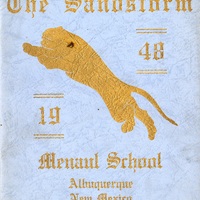 The Sandstorm
48
19
Menaul School
Albuquerque
New Mexico